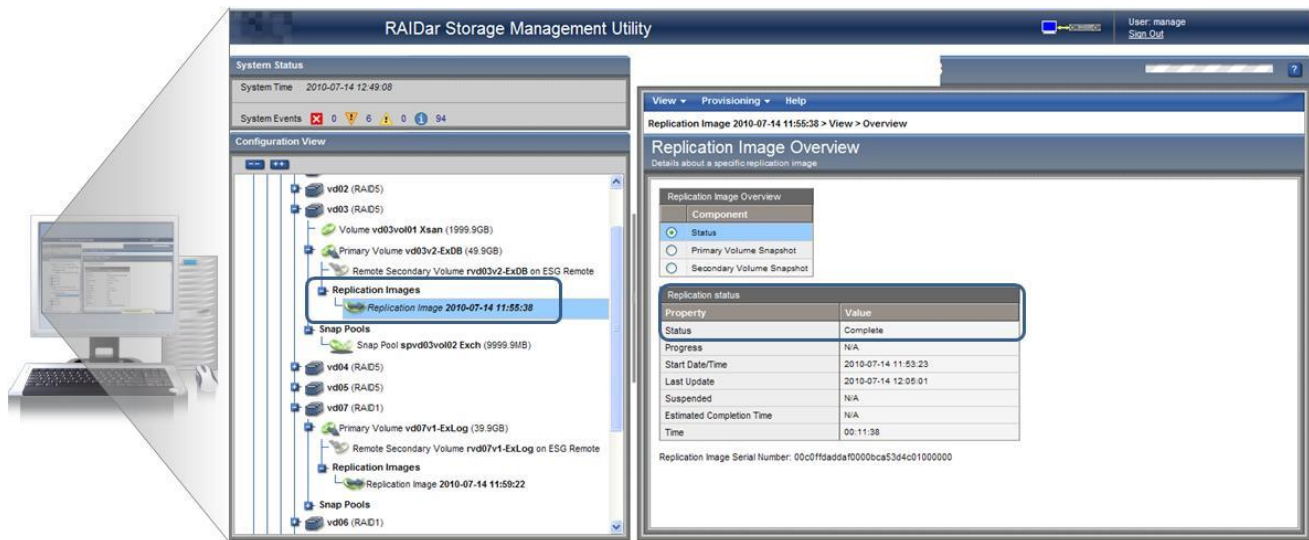 RAIDar Storage Management Utility
User: manage
Sign Out
System Status
System Time 2010-07-14 12:49:08
System Events 0 6 0 94
Configuration View
vd02 (RAID5)
vd03 (RAID5)
Volume vd03vol01 Xsan (1999.9GB)
Primary Volume vd03v2-ExDB (49.9GB)
Remote Secondary Volume rvd03v2-ExDB on ESG Remote
Replication Images
Replication Image 2010-07-14 11:55:38
Snap Pools
Snap Pool spvd03vol02 Exch (9999.9MB)
vd04 (RAID5)
vd05 (RAID5)
vd07 (RAID1)
Primary Volume vd07v1-ExLog (39.9GB)
Remote Secondary Volume rvd07v1-ExLog on ESG Remote
Replication Images
Replication Image 2010-07-14 11:59:22
Snap Pools
vd06 (RAID1)
?
View Provisioning Help
Replication Image 2010-07-14 11:55:38 > View > Overview
Replication Image Overview
Details about a specific replication image
Replication Image Overview
Component
Status
Primary Volume Snapshot
Secondary Volume Snapshot
Replication status
Property Value
Status Complete
Progress N/A
Start Date/Time 2010-07-14 11:53:23
Last Update 2010-07-14 12:05:01
Suspended N/A
Estimated Completion Time N/A
Time 00:11:38
Replication Image Serial Number: 00c0ffdaddaf0000bca53d4c01000000